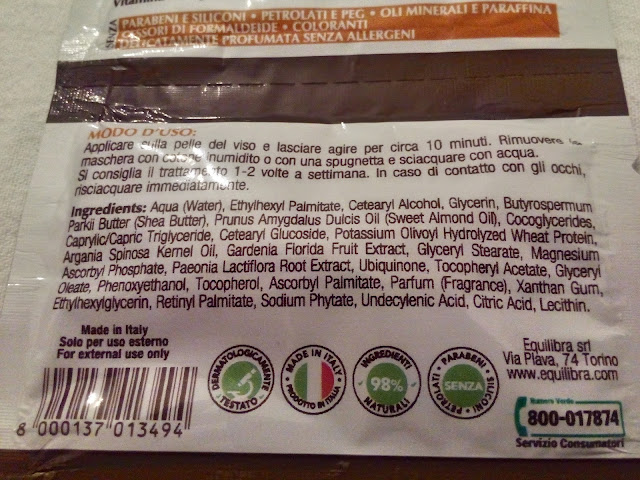 SENZA
PARABENI E SILICONI • PETROLATI E PEG • OLI MINERALI E PARAFFINA
CESSORI DI FORMALDEIDE • COLORANTI
DELICATAMENTE PROFUMATA SENZA ALLERGENI
MODO D'USO:
Applicare sulla pelle del viso e lasciare agire per circa 10 minuti. Rimuovere la
maschera con cotone inumidito o con una spugnetta e sciacquare con acqua.
Si consiglia il trattamento 1-2 volte a settimana. In caso di contatto con gli occhi,
risciacquare immediatamente.
Ingredients: Aqua (Water), Ethylhexyl Palmitate, Cetearyl Alcohol, Glycerin, Butyrospermum
Parkii Butter (Shea Butter), Prunus Amygdalus Dulcis Oil (Sweet Almond Oil), Cocoglycerides,
Caprylic/Capric Triglyceride, Cetearyl Glucoside, Potassium Olivoyl Hydrolyzed Wheat Protein,
Argania Spinosa Kernel Oil, Gardenia Florida Fruit Extract, Glyceryl Stearate, Magnesium
Ascorbyl Phosphate, Paeonia Lactiflora Root Extract, Ubiquinone, Tocopheryl Acetate, Glyceryl
Oleate, Phenoxyethanol, Tocopherol, Ascorbyl Palmitate, Parfum (Fragrance), Xanthan Gum,
Ethylhexylglycerin, Retinyl Palmitate, Sodium Phytate, Undecylenic Acid, Citric Acid, Lecithin.
Made in Italy
Solo per uso esterno
For external use only
8 000137 013494
DERMATOLOGICAMENTE TESTATO
MADE IN ITALY • PRODOTTO IN ITALIA
INGREDIENTI 98% NATURALI
PARABENI • SILICONI • PETROLATI • SENZA
Equilibra srl
Via Plava, 74 Torino
www.equilibra.com
Numero Verde
800-017874
Servizio Consumatori